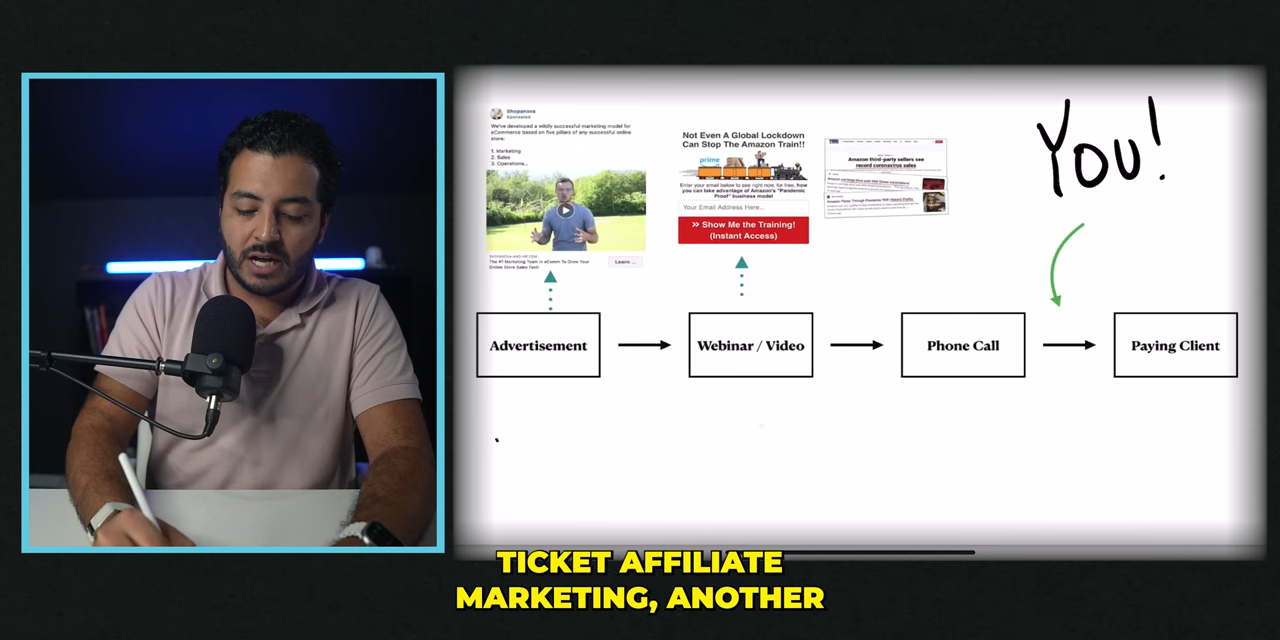 Shopanova
Sponsored
We've developed a wildly successful marketing model for
eCommerce based on five pillars of any successful online
store:
1. Marketing
2. Sales
3. Operations...
The #1 Marketing Team in eComm To Grow Your
Online Store Sales Fast!
Learn ...
Not Even A Global Lockdown
Can Stop The Amazon Train!!
prime
Enter your email below to see right now, for free, how
you can take advantage of Amazon's "Pandemic
Proof" business model
Your Email Address Here...
>> Show Me the Training!
(Instant Access)
Amazon third-party sellers see
record coronavirus sales
You!
Advertisement
Webinar / Video
Phone Call
Paying Client
TICKET AFFILIATE
MARKETING, ANOTHER